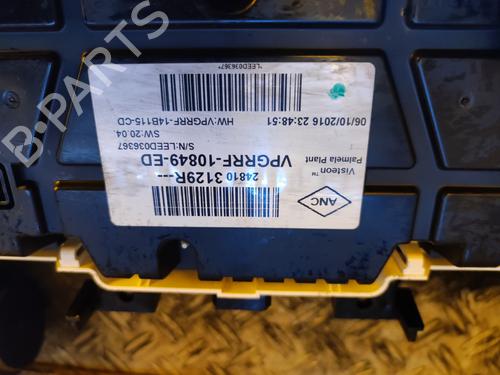 Visteon™
Palmela Plant
ANC
24810 3129R---
VPGRRF-10849-ED
S/N:LEED036367
SW:20.04.
HW:VPGRRF-14B115-CD
06/10/2016 23:48:51
*LEED036367*
B-PARTS